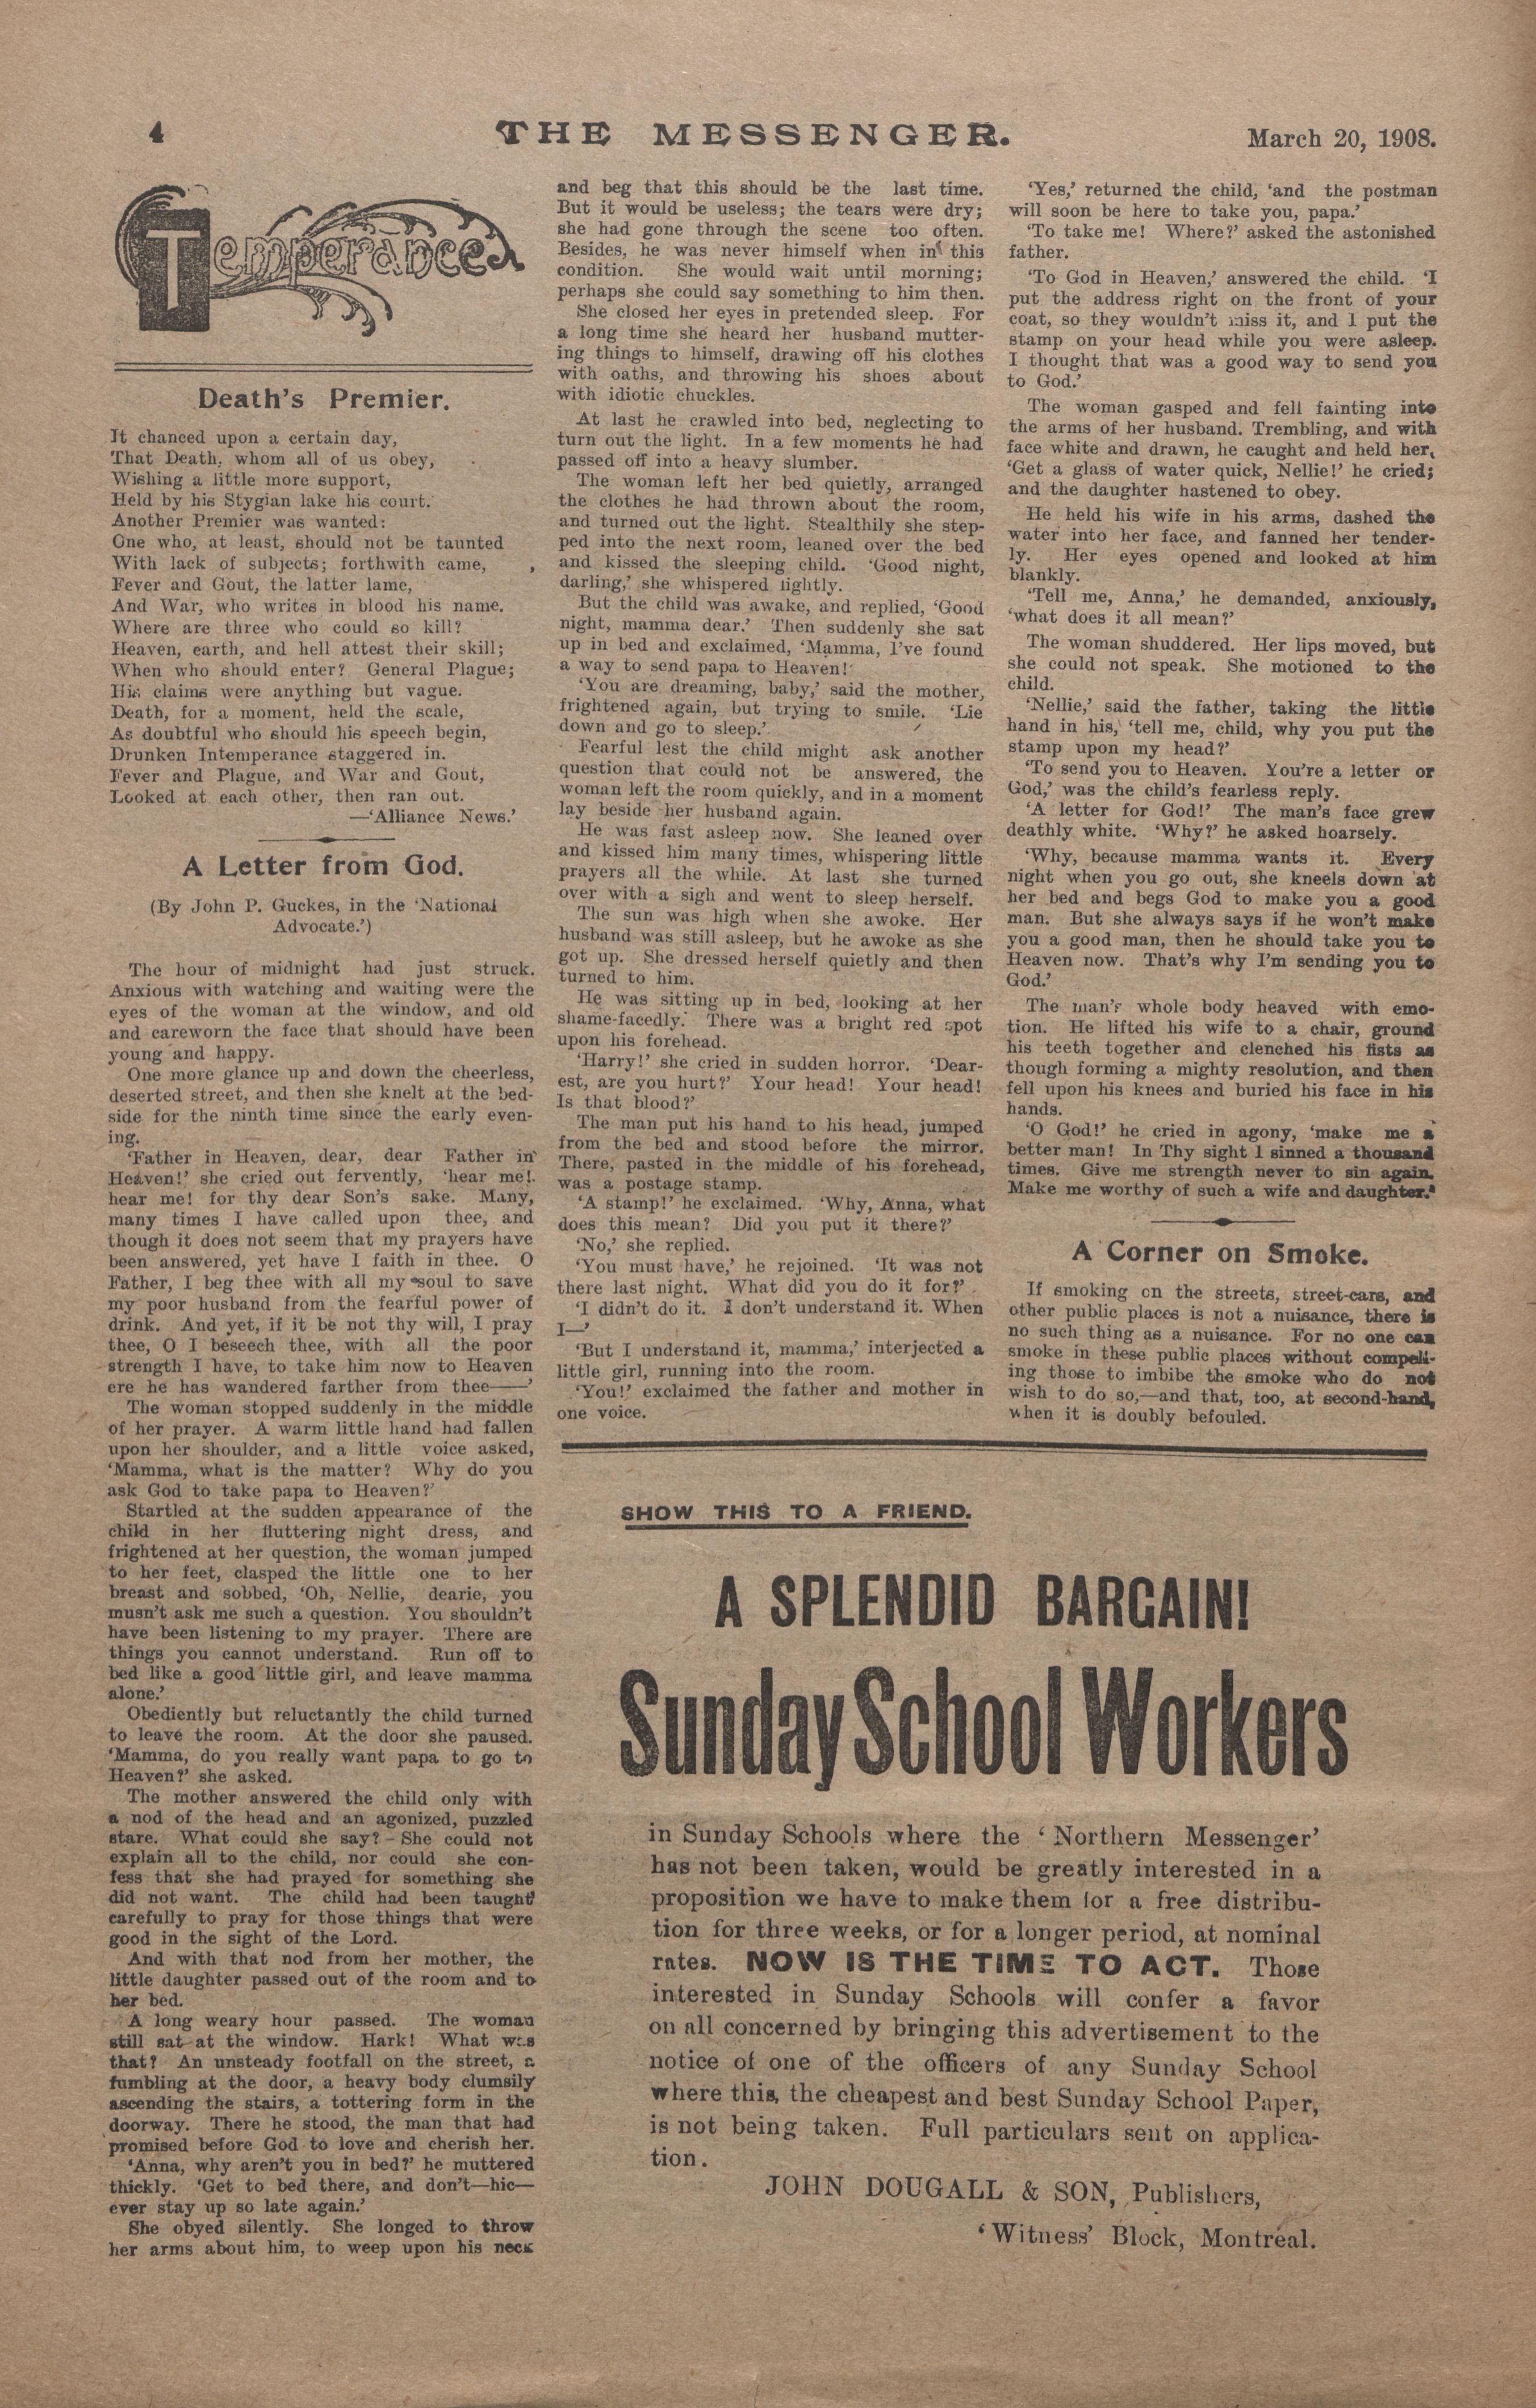 4
THE MESSENGER.
March 20, 1908.
Temperance
Death's Premier.
It chanced upon a certain day,
That Death, whom all of us obey,
Wishing a little more support,
Held by his Stygian lake his court.
Another Premier was wanted:
One who, at least, should not be taunted
With lack of subjects; forthwith came,
Fever and Gout, the latter lame,
And War, who writes in blood his name.
Where are three who could so kill?
Heaven, earth, and hell attest their skill;
When who should enter? General Plague;
His claims were anything but vague.
Death, for a moment, held the scale,
As doubtful who should his speech begin,
Drunken Intemperance staggered in.
Fever and Plague, and War and Gout,
Looked at each other, then ran out.
—'Alliance News.'
A Letter from God.
(By John P. Guckes, in the 'National
Advocate.')
The hour of midnight had just struck.
Anxious with watching and waiting were the
eyes of the woman at the window, and old
and careworn the face that should have been
young and happy.
One more glance up and down the cheerless,
deserted street, and then she knelt at the bed-
side for the ninth time since the early even-
ing.
'Father in Heaven, dear, dear Father in
Heaven!' she cried out fervently, 'hear me!
hear me! for thy dear Son's sake. Many,
many times I have called upon thee, and
though it does not seem that my prayers have
been answered, yet have I faith in thee. O
Father, I beg thee with all my soul to save
my poor husband from the fearful power of
drink. And yet, if it be not thy will, I pray
thee, O I beseech thee, with all the poor
strength I have, to take him now to Heaven
ere he has wandered farther from thee——'
The woman stopped suddenly in the middle
of her prayer. A warm little hand had fallen
upon her shoulder, and a little voice asked,
'Mamma, what is the matter? Why do you
ask God to take papa to Heaven?'
Startled at the sudden appearance of the
child in her fluttering night dress, and
frightened at her question, the woman jumped
to her feet, clasped the little one to her
breast and sobbed, 'Oh, Nellie, dearie, you
musn't ask me such a question. You shouldn't
have been listening to my prayer. There are
things you cannot understand. Run off to
bed like a good little girl, and leave mamma
alone.'
Obediently but reluctantly the child turned
to leave the room. At the door she paused.
'Mamma, do you really want papa to go to
Heaven?' she asked.
The mother answered the child only with
a nod of the head and an agonized, puzzled
stare. What could she say? She could not
explain all to the child, nor could she con-
fess that she had prayed for something she
did not want. The child had been taught
carefully to pray for those things that were
good in the sight of the Lord.
And with that nod from her mother, the
little daughter passed out of the room and to
her bed.
A long weary hour passed. The woman
still sat at the window. Hark! What was
that? An unsteady footfall on the street, a
fumbling at the door, a heavy body clumsily
ascending the stairs, a tottering form in the
doorway. There he stood, the man that had
promised before God to love and cherish her.
'Anna, why aren't you in bed?' he muttered
thickly. 'Get to bed there, and don't—hic—
ever stay up so late again.'
She obyed silently. She longed to throw
her arms about him, to weep upon his neck
and beg that this should be the last time.
But it would be useless; the tears were dry;
she had gone through the scene too often.
Besides, he was never himself when in this
condition. She would wait until morning;
perhaps she could say something to him then.
She closed her eyes in pretended sleep. For
a long time she heard her husband mutter-
ing things to himself, drawing off his clothes
with oaths, and throwing his shoes about
with idiotic chuckles.
At last he crawled into bed, neglecting to
turn out the light. In a few moments he had
passed off into a heavy slumber.
The woman left her bed quietly, arranged
the clothes he had thrown about the room,
and turned out the light. Stealthily she step-
ped into the next room, leaned over the bed
and kissed the sleeping child. 'Good night,
darling,' she whispered lightly.
But the child was awake, and replied, 'Good
night, mamma dear.' Then suddenly she sat
up in bed and exclaimed, 'Mamma, I've found
a way to send papa to Heaven!'
'You are dreaming, baby,' said the mother,
frightened again, but trying to smile. 'Lie
down and go to sleep.'
Fearful lest the child might ask another
question that could not be answered, the
woman left the room quickly, and in a moment
lay beside her husband again.
He was fast asleep now. She leaned over
and kissed him many times, whispering little
prayers all the while. At last she turned
over with a sigh and went to sleep herself.
The sun was high when she awoke. Her
husband was still asleep, but he awoke as she
got up. She dressed herself quietly and then
turned to him.
He was sitting up in bed, looking at her
shame-facedly. There was a bright red spot
upon his forehead.
'Harry!' she cried in sudden horror. 'Dear-
est, are you hurt?' Your head! Your head!
Is that blood?'
The man put his hand to his head, jumped
from the bed and stood before the mirror.
There, pasted in the middle of his forehead,
was a postage stamp.
'A stamp!' he exclaimed. 'Why, Anna, what
does this mean? Did you put it there?'
'No,' she replied.
'You must have,' he rejoined. 'It was not
there last night. What did you do it for?'
'I didn't do it. I don't understand it. When
I—'
'But I understand it, mamma,' interjected a
little girl, running into the room.
'You!' exclaimed the father and mother in
one voice.
'Yes,' returned the child, 'and the postman
will soon be here to take you, papa.'
'To take me! Where?' asked the astonished
father.
'To God in Heaven,' answered the child. 'I
put the address right on the front of your
coat, so they wouldn't miss it, and I put the
stamp on your head while you were asleep.
I thought that was a good way to send you
to God.'
The woman gasped and fell fainting into
the arms of her husband. Trembling, and with
face white and drawn, he caught and held her.
'Get a glass of water quick, Nellie!' he cried;
and the daughter hastened to obey.
He held his wife in his arms, dashed the
water into her face, and fanned her tender-
ly. Her eyes opened and looked at him
blankly.
'Tell me, Anna,' he demanded, anxiously,
'what does it all mean?'
The woman shuddered. Her lips moved, but
she could not speak. She motioned to the
child.
'Nellie,' said the father, taking the little
hand in his, 'tell me, child, why you put the
stamp upon my head?'
'To send you to Heaven. You're a letter or
God,' was the child's fearless reply.
'A letter for God!' The man's face grew
deathly white. 'Why?' he asked hoarsely.
'Why, because mamma wants it. Every
night when you go out, she kneels down at
her bed and begs God to make you a good
man. But she always says if he won't make
you a good man, then he should take you to
Heaven now. That's why I'm sending you to
God.'
The man's whole body heaved with emo-
tion. He lifted his wife to a chair, ground
his teeth together and clenched his fists as
though forming a mighty resolution, and then
fell upon his knees and buried his face in his
hands.
'O God!' he cried in agony, 'make me a
better man! In Thy sight I sinned a thousand
times. Give me strength never to sin again.
Make me worthy of such a wife and daughter.'
A Corner on Smoke.
If smoking on the streets, street-cars, and
other public places is not a nuisance, there is
no such thing as a nuisance. For no one can
smoke in these public places without compell-
ing those to imbibe the smoke who do not
wish to do so,—and that, too, at second-hand,
when it is doubly befouled.
SHOW THIS TO A FRIEND.
A SPLENDID BARGAIN!
Sunday School Workers
in Sunday Schools where the 'Northern Messenger'
has not been taken, would be greatly interested in a
proposition we have to make them for a free distribu-
tion for three weeks, or for a longer period, at nominal
rates. NOW IS THE TIME TO ACT. Those
interested in Sunday Schools will confer a favor
on all concerned by bringing this advertisement to the
notice of one of the officers of any Sunday School
where this, the cheapest and best Sunday School Paper,
is not being taken. Full particulars sent on applica-
tion.
JOHN DOUGALL & SON, Publishers,
'Witness' Block, Montreal.